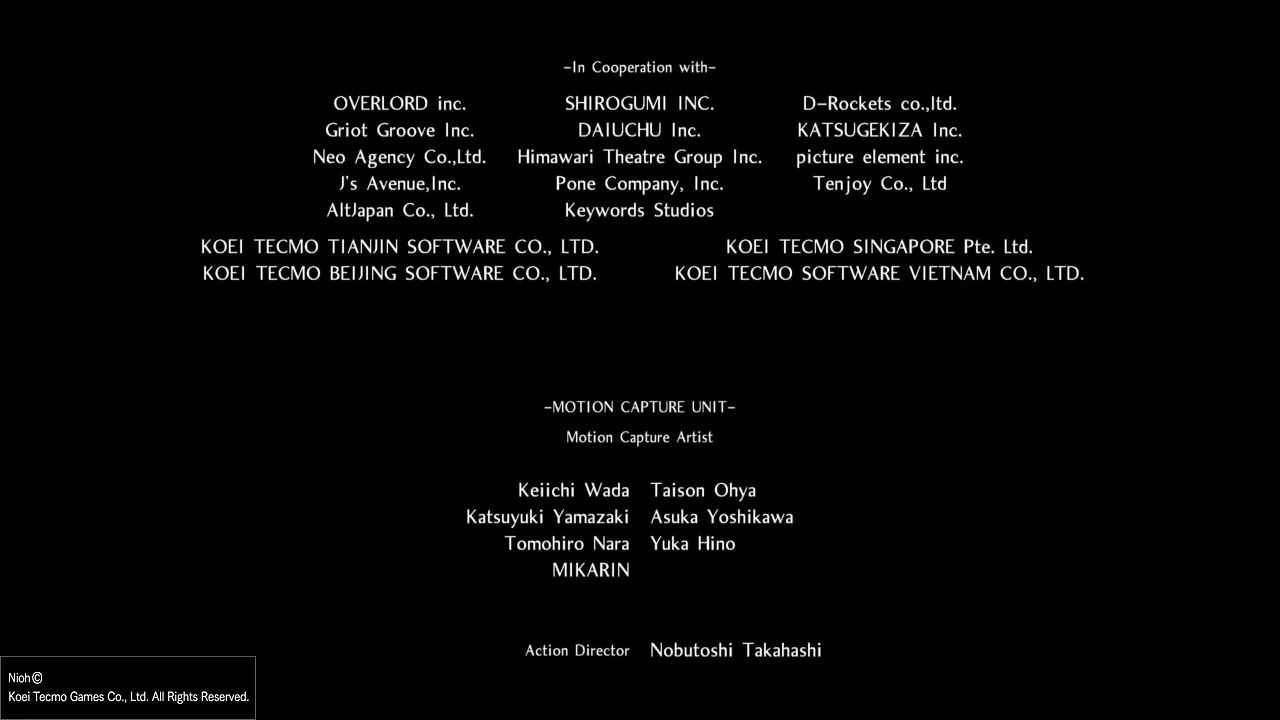 -In Cooperation with-
OVERLORD inc. SHIROGUMI INC. D-Rockets co.,ltd.
Griot Groove Inc. DAIUCHU Inc. KATSUGEKIZA Inc.
Neo Agency Co.,Ltd. Himawari Theatre Group Inc. picture element inc.
J's Avenue,Inc. Pone Company, Inc. Tenjoy Co., Ltd
AltJapan Co., Ltd. Keywords Studios
KOEI TECMO TIANJIN SOFTWARE CO., LTD. KOEI TECMO SINGAPORE Pte. Ltd.
KOEI TECMO BEIJING SOFTWARE CO., LTD. KOEI TECMO SOFTWARE VIETNAM CO., LTD.
-MOTION CAPTURE UNIT-
Motion Capture Artist
Keiichi Wada Taison Ohya
Katsuyuki Yamazaki Asuka Yoshikawa
Tomohiro Nara Yuka Hino
MIKARIN
Action Director Nobutoshi Takahashi
Nioh©
Koei Tecmo Games Co., Ltd. All Rights Reserved.